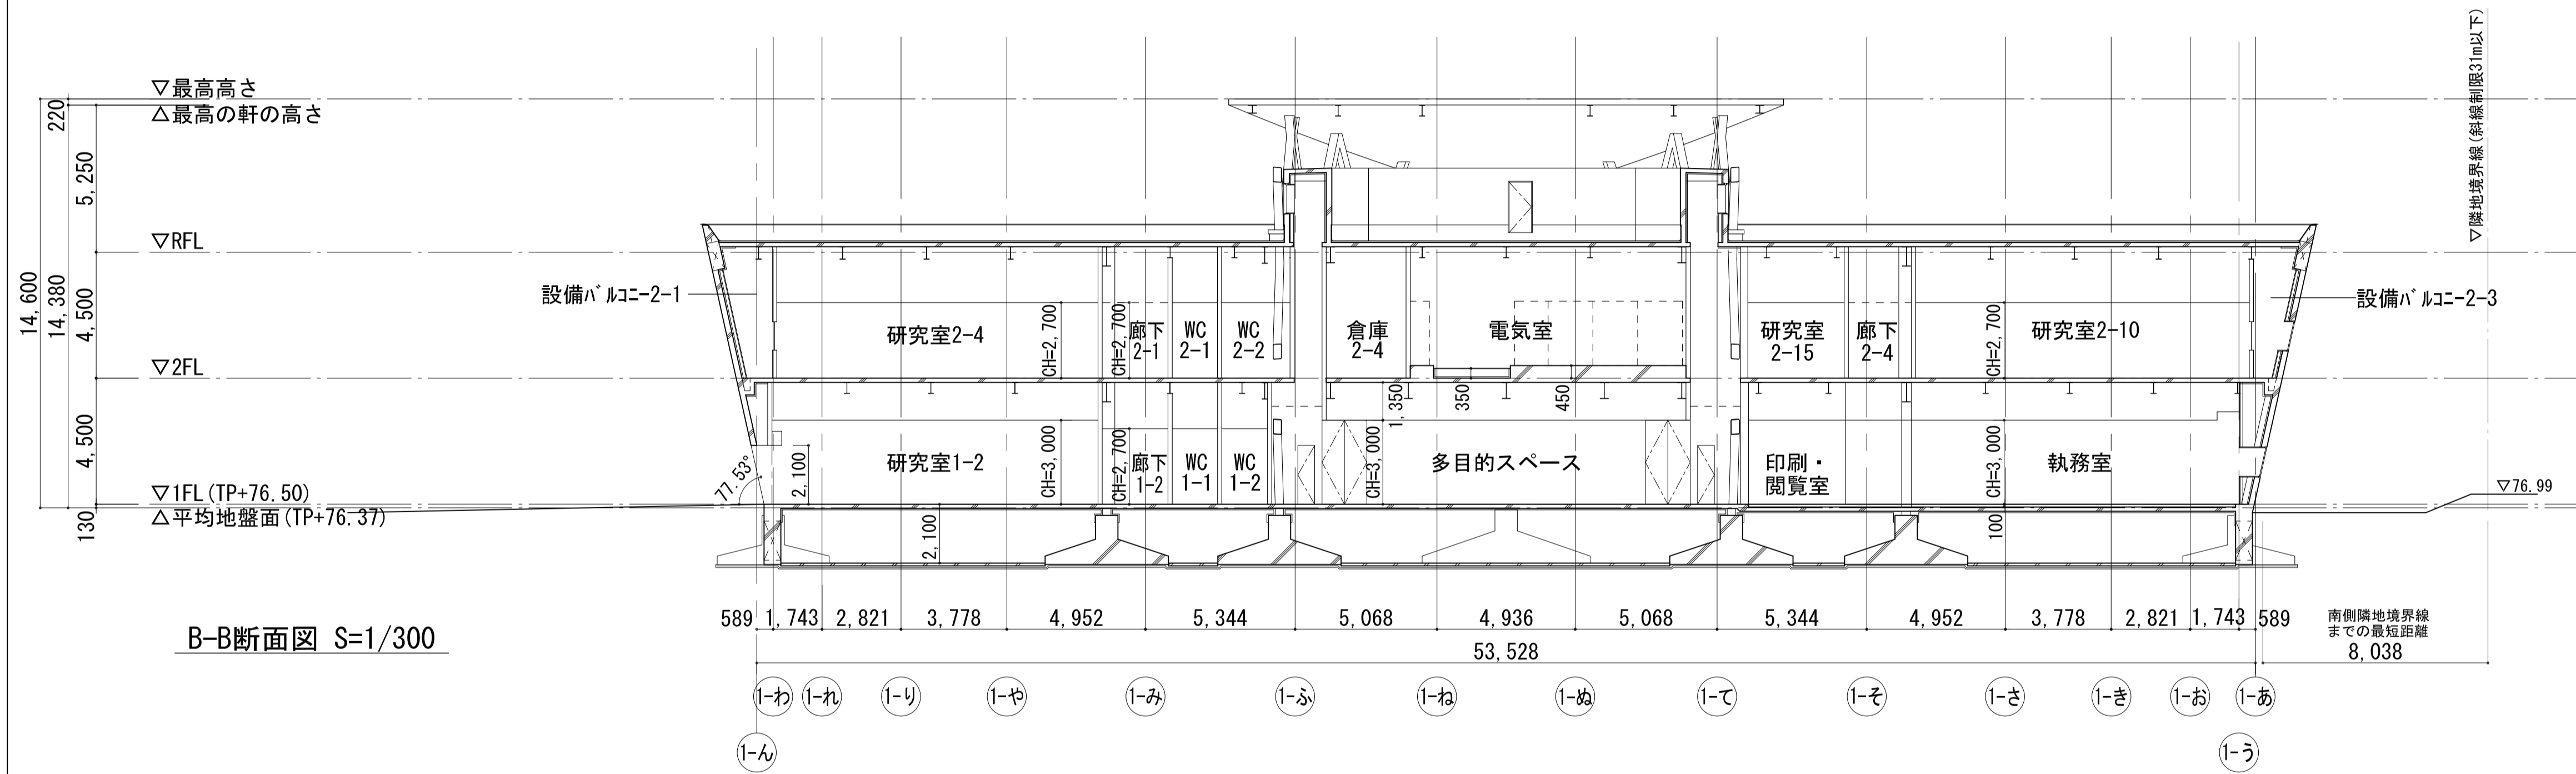 ▽最高高さ
△最高の軒の高さ
▽RFL
▽2FL
▽1FL(TP+76.50)
△平均地盤面(TP+76.37)
14,600
220
14,380
5,250
4,500
4,500
130
設備バルコニー2-1
研究室2-4
CH=2,700
CH=2,700
廊下
2-1
WC
2-1
WC
2-2
倉庫
2-4
電気室
研究室
2-15
廊下
2-4
CH=2,700
研究室2-10
設備バルコニー2-3
▽隣地境界線(斜線制限31m以下)
1,350
350
450
77.53°
2,100
研究室1-2
CH=3,000
CH=2,700
廊下
1-2
WC
1-1
WC
1-2
CH=3,000
多目的スペース
印刷・
閲覧室
CH=3,000
執務室
▽76.99
2,100
100
B-B断面図 S=1/300
589
1,743
2,821
3,778
4,952
5,344
5,068
4,936
5,068
5,344
4,952
3,778
2,821
1,743
589
53,528
南側隣地境界線
までの最短距離
8,038
1-わ
1-れ
1-り
1-や
1-み
1-ふ
1-ね
1-ぬ
1-て
1-そ
1-さ
1-き
1-お
1-あ
1-ん
1-う